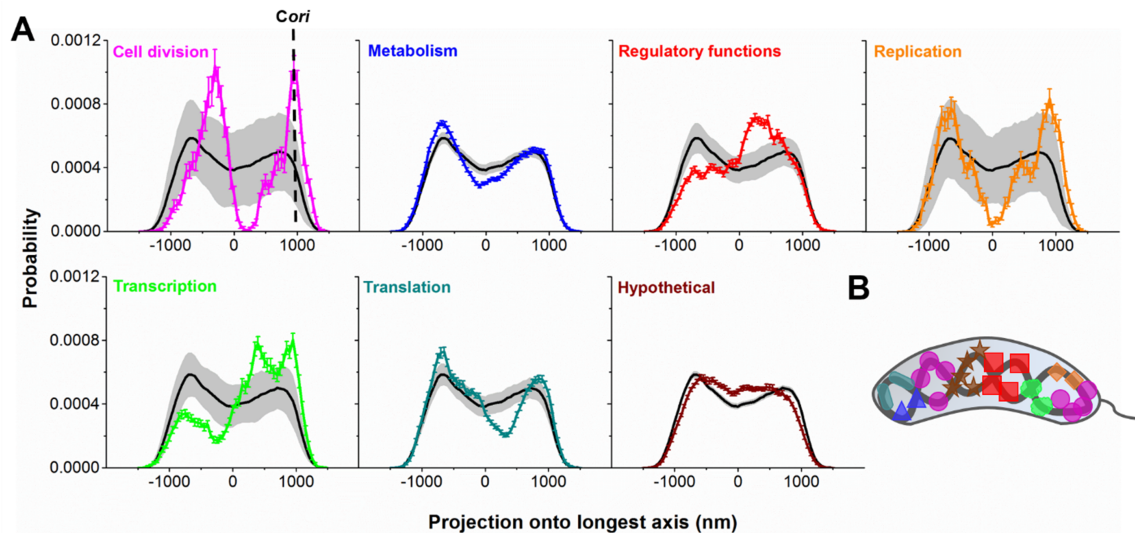 A
Cori
Cell division
Metabolism
Regulatory functions
Replication
0.0012
0.0008
0.0004
0.0000
-1000 0 1000 -1000 0 1000 -1000 0 1000 -1000 0 1000
Probability
Transcription
Translation
Hypothetical
B
0.0012
0.0008
0.0004
0.0000
-1000 0 1000 -1000 0 1000 -1000 0 1000
Projection onto longest axis (nm)